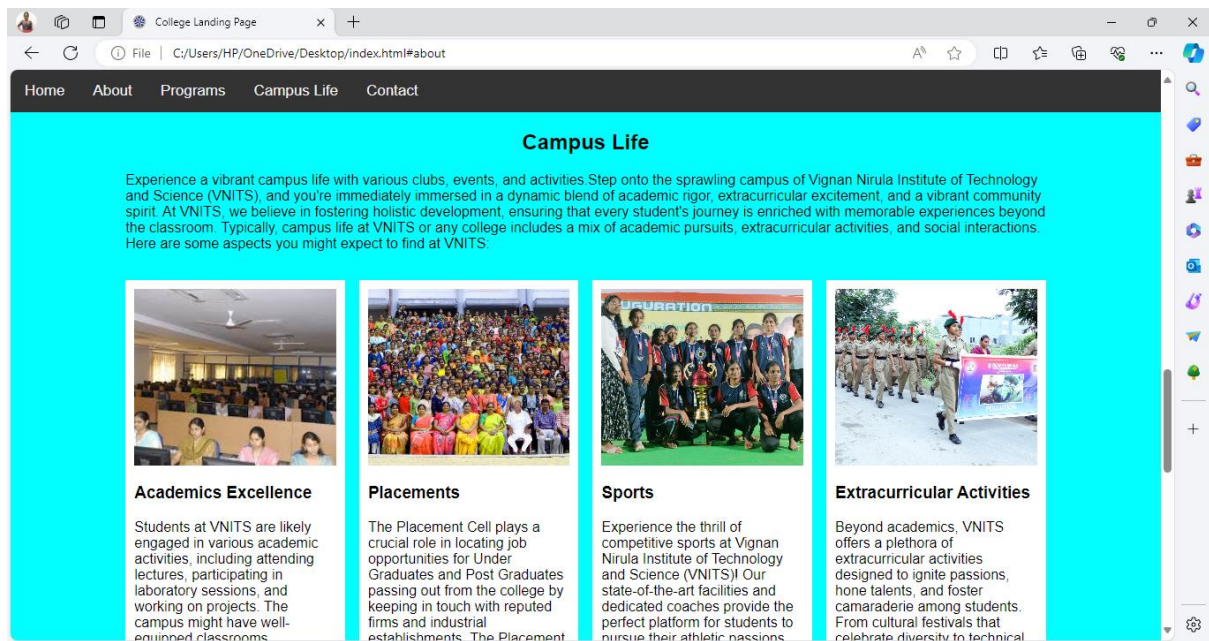 College Landing Page
File | C:/Users/HP/OneDrive/Desktop/index.html#about
Home About Programs Campus Life Contact
Campus Life
Experience a vibrant campus life with various clubs, events, and activities.Step onto the sprawling campus of Vignan Nirula Institute of Technology
and Science (VNITS), and you're immediately immersed in a dynamic blend of academic rigor, extracurricular excitement, and a vibrant community
spirit. At VNITS, we believe in fostering holistic development, ensuring that every student's journey is enriched with memorable experiences beyond
the classroom. Typically, campus life at VNITS or any college includes a mix of academic pursuits, extracurricular activities, and social interactions.
Here are some aspects you might expect to find at VNITS:
Academics Excellence
Students at VNITS are likely
engaged in various academic
activities, including attending
lectures, participating in
laboratory sessions, and
working on projects. The
campus might have well-
equipped classrooms
Placements
The Placement Cell plays a
crucial role in locating job
opportunities for Under
Graduates and Post Graduates
passing out from the college by
keeping in touch with reputed
firms and industrial
establishments. The Placement
UGURATION
Sports
Experience the thrill of
competitive sports at Vignan
Nirula Institute of Technology
and Science (VNITS)! Our
state-of-the-art facilities and
dedicated coaches provide the
perfect platform for students to
pursue their athletic passions
Extracurricular Activities
Beyond academics, VNITS
offers a plethora of
extracurricular activities
designed to ignite passions,
hone talents, and foster
camaraderie among students.
From cultural festivals that
celebrate diversity to technical